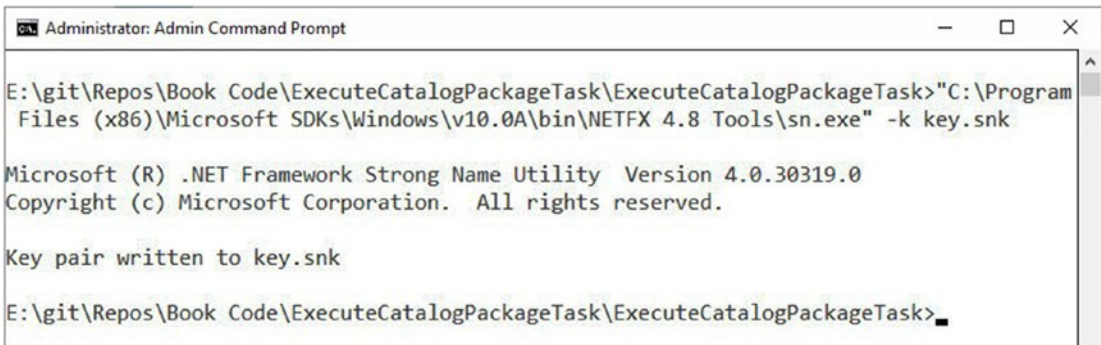 Administrator: Admin Command Prompt
E:\git\Repos\Book Code\ExecuteCatalogPackageTask\ExecuteCatalogPackageTask>"C:\Program
Files (x86)\Microsoft SDKs\Windows\v10.0A\bin\NETFX 4.8 Tools\sn.exe" -k key.snk
Microsoft (R) .NET Framework Strong Name Utility  Version 4.0.30319.0
Copyright (c) Microsoft Corporation.  All rights reserved.
Key pair written to key.snk
E:\git\Repos\Book Code\ExecuteCatalogPackageTask\ExecuteCatalogPackageTask>